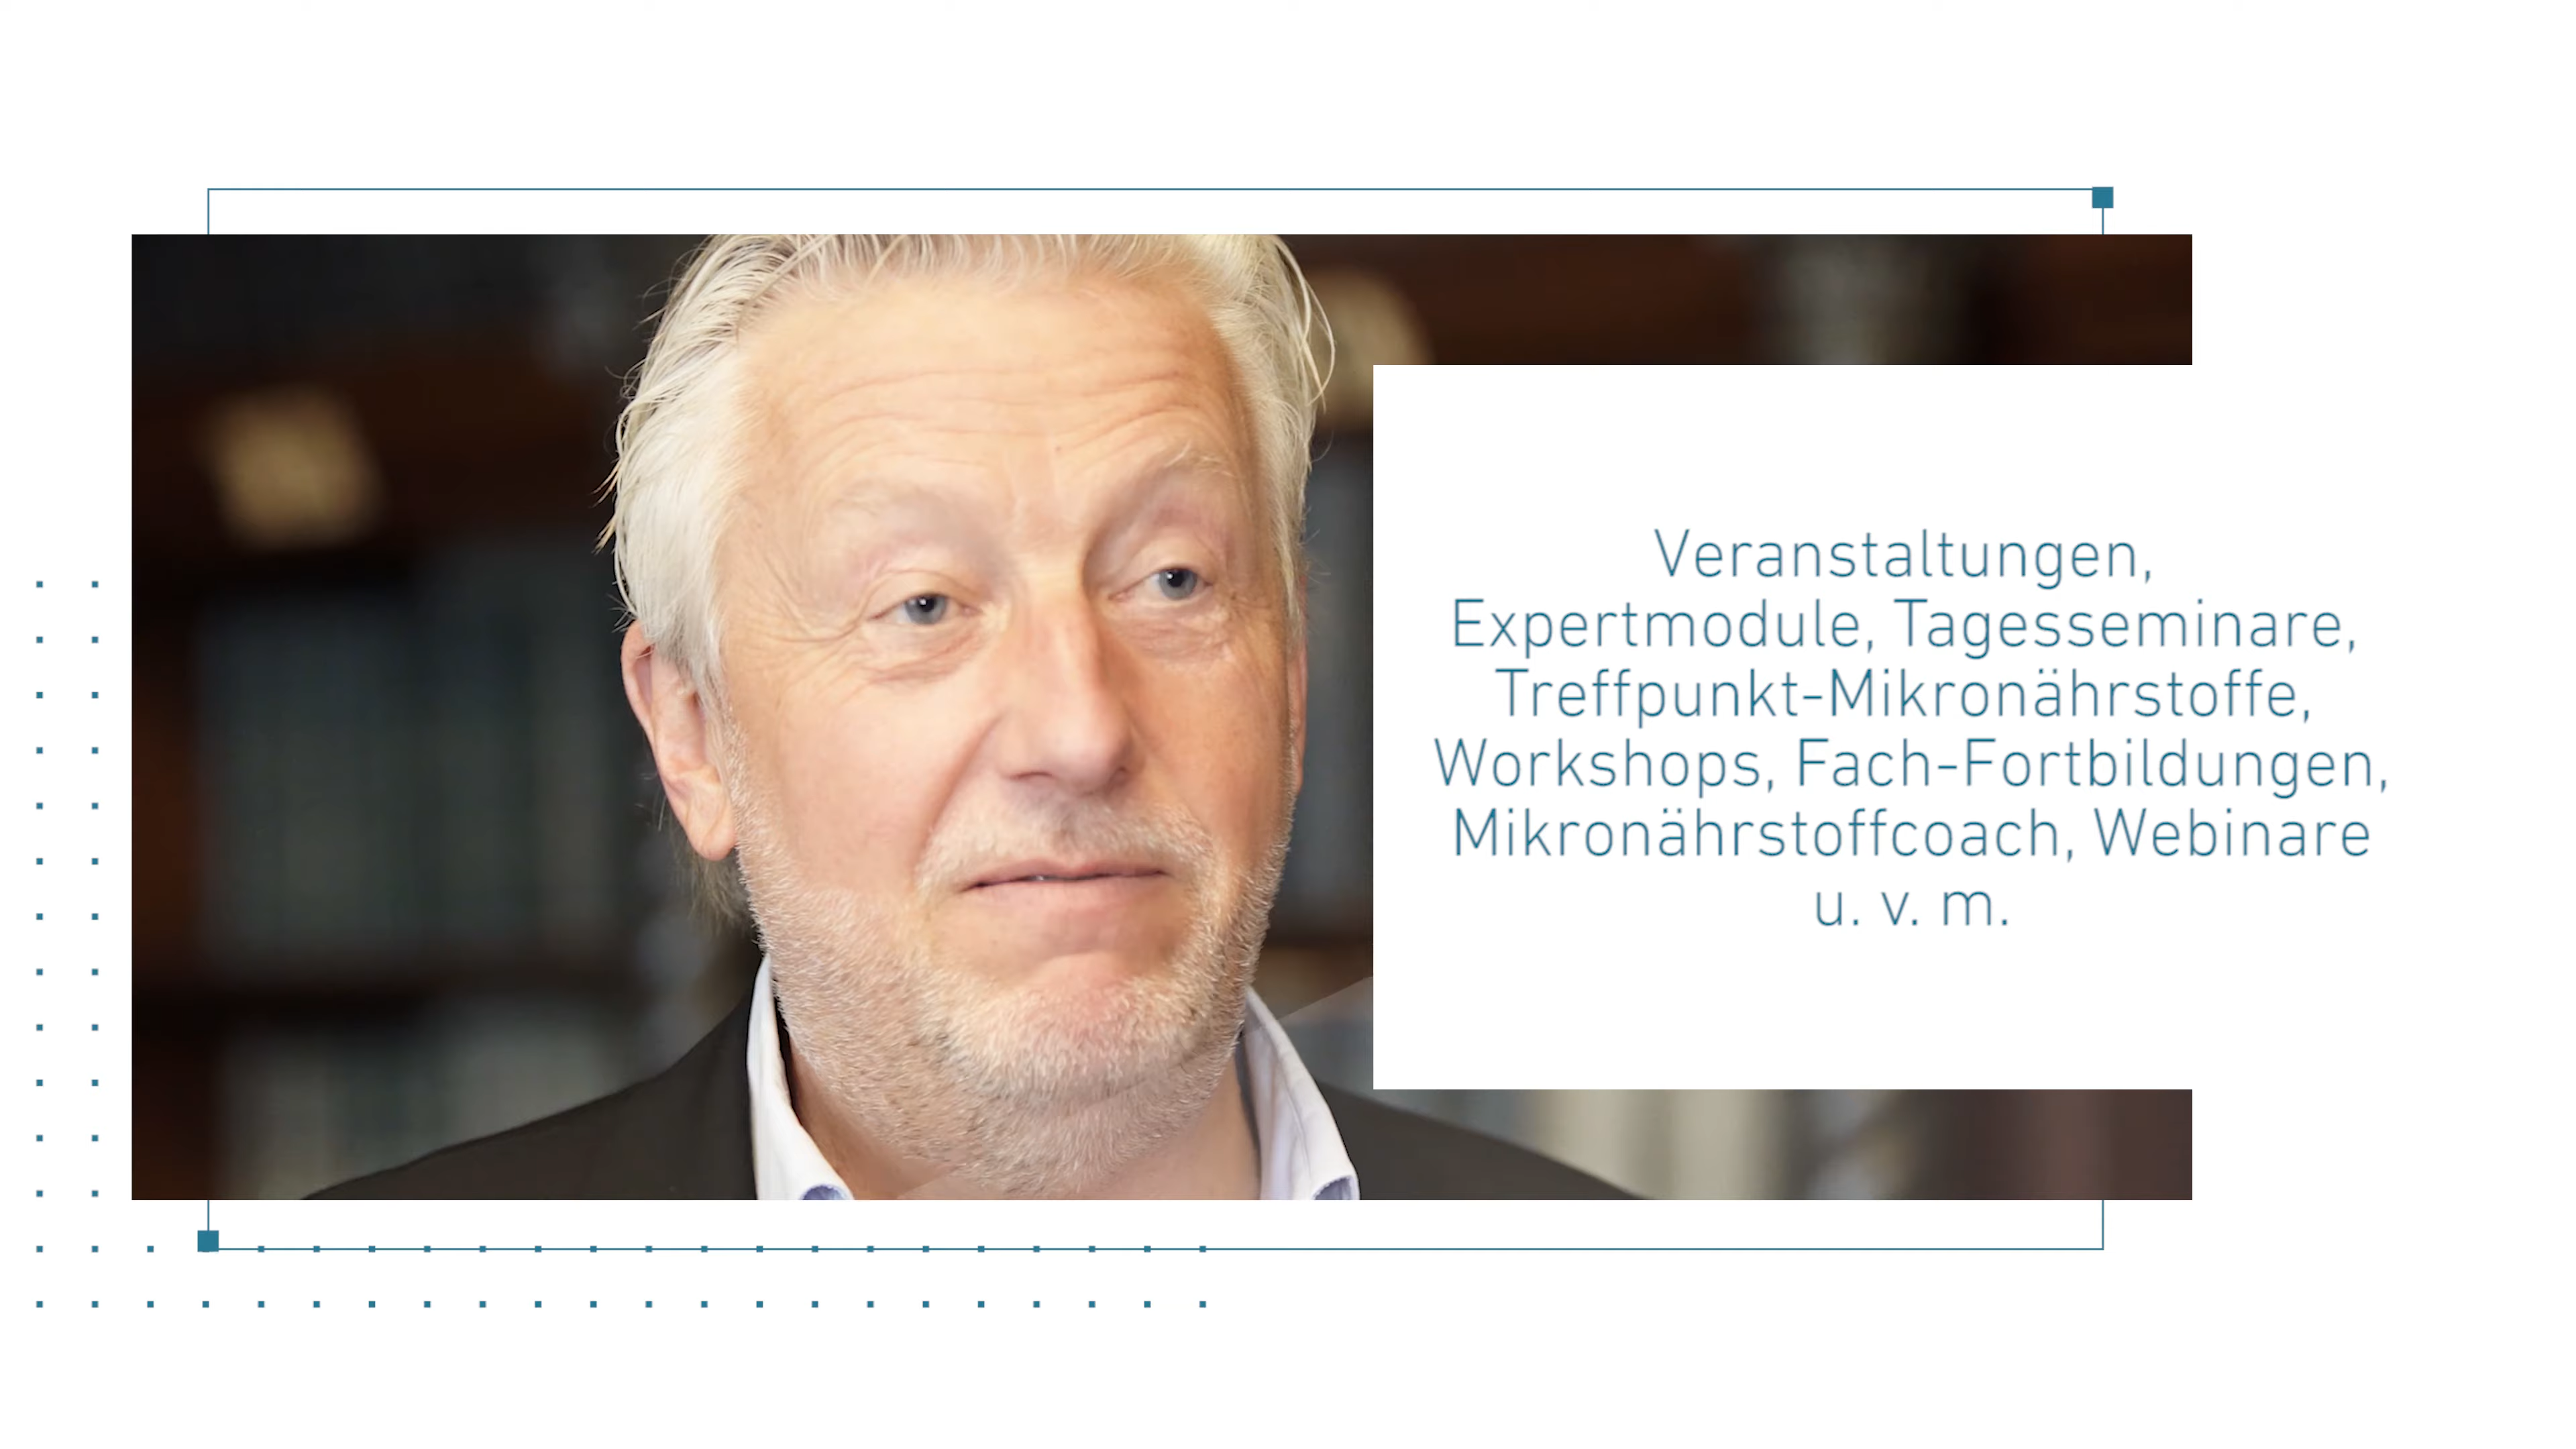 Veranstaltungen,
Expertmodule, Tagesseminare,
Treffpunkt-Mikronährstoffe,
Workshops, Fach-Fortbildungen,
Mikronährstoffcoach, Webinare
u. v. m.